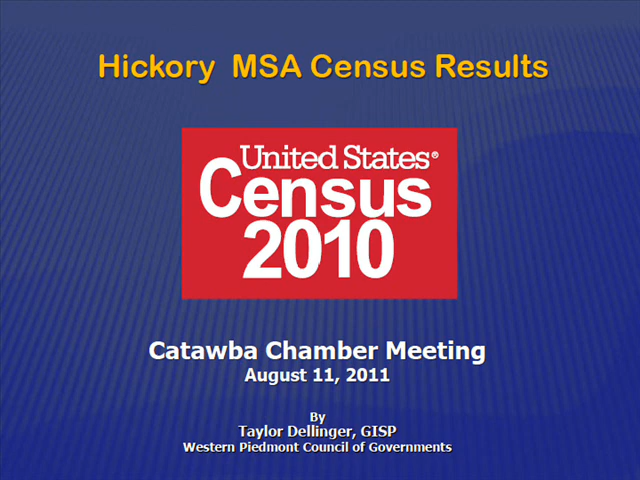 Hickory MSA Census Results
United States®
Census
2010
Catawba Chamber Meeting
August 11, 2011
By
Taylor Dellinger, GISP
Western Piedmont Council of Governments